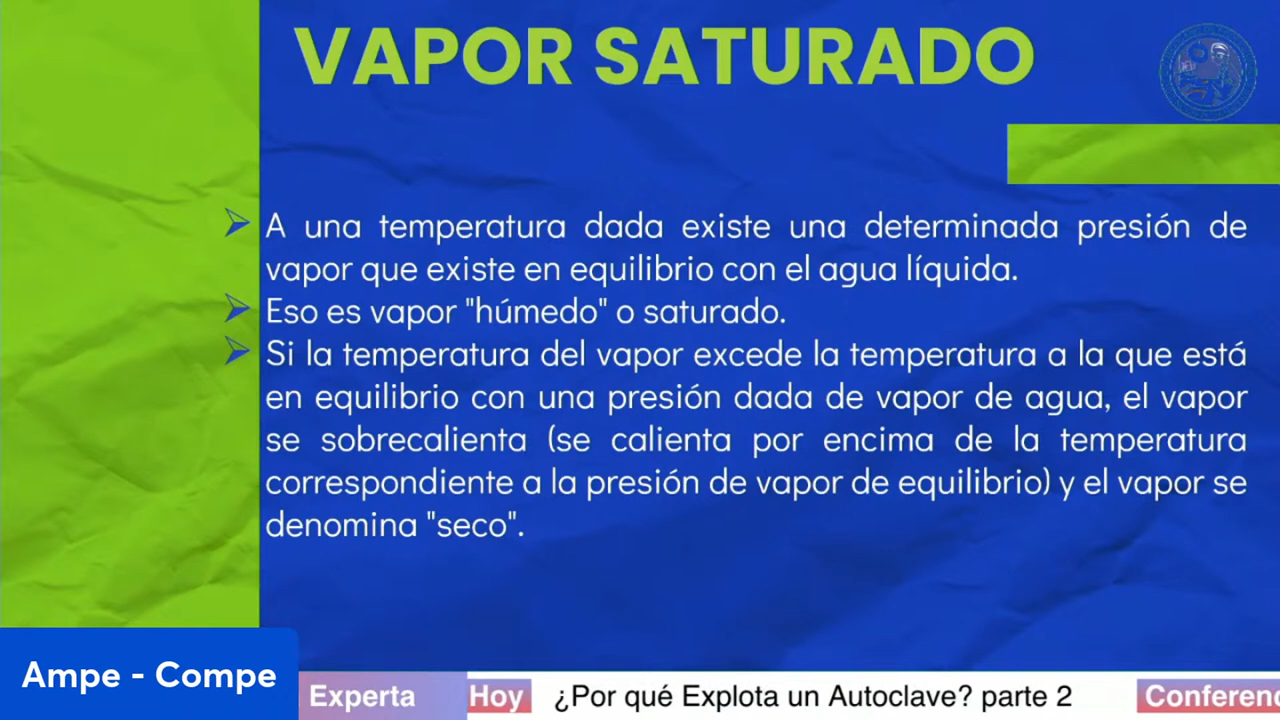 VAPOR SATURADO
A una temperatura dada existe una determinada presión de
vapor que existe en equilibrio con el agua líquida.
Eso es vapor "húmedo" o saturado.
Si la temperatura del vapor excede la temperatura a la que está
en equilibrio con una presión dada de vapor de agua, el vapor
se sobrecalienta (se calienta por encima de la temperatura
correspondiente a la presión de vapor de equilibrio) y el vapor se
denomina "seco".
Ampe - Compe
Experta Hoy ¿Por qué Explota un Autoclave? parte 2